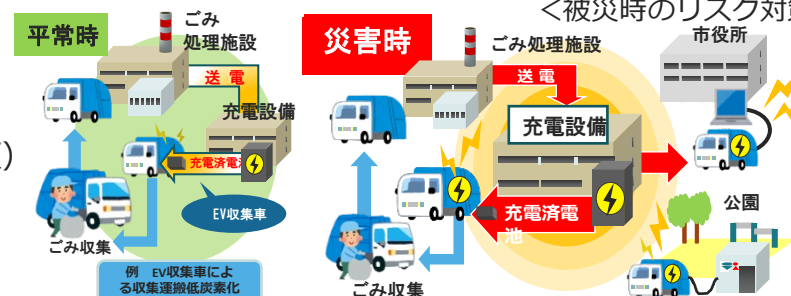 <被災時のリスク対策
平常時
ごみ
処理施設
送 電
充電設備
充電済電池
EV収集車
ごみ収集
例　EV収集車によ
る収集運搬低炭素化
災害時
ごみ処理施設
送 電
充電設備
充電済電
池
ごみ収集
市役所
公園
)